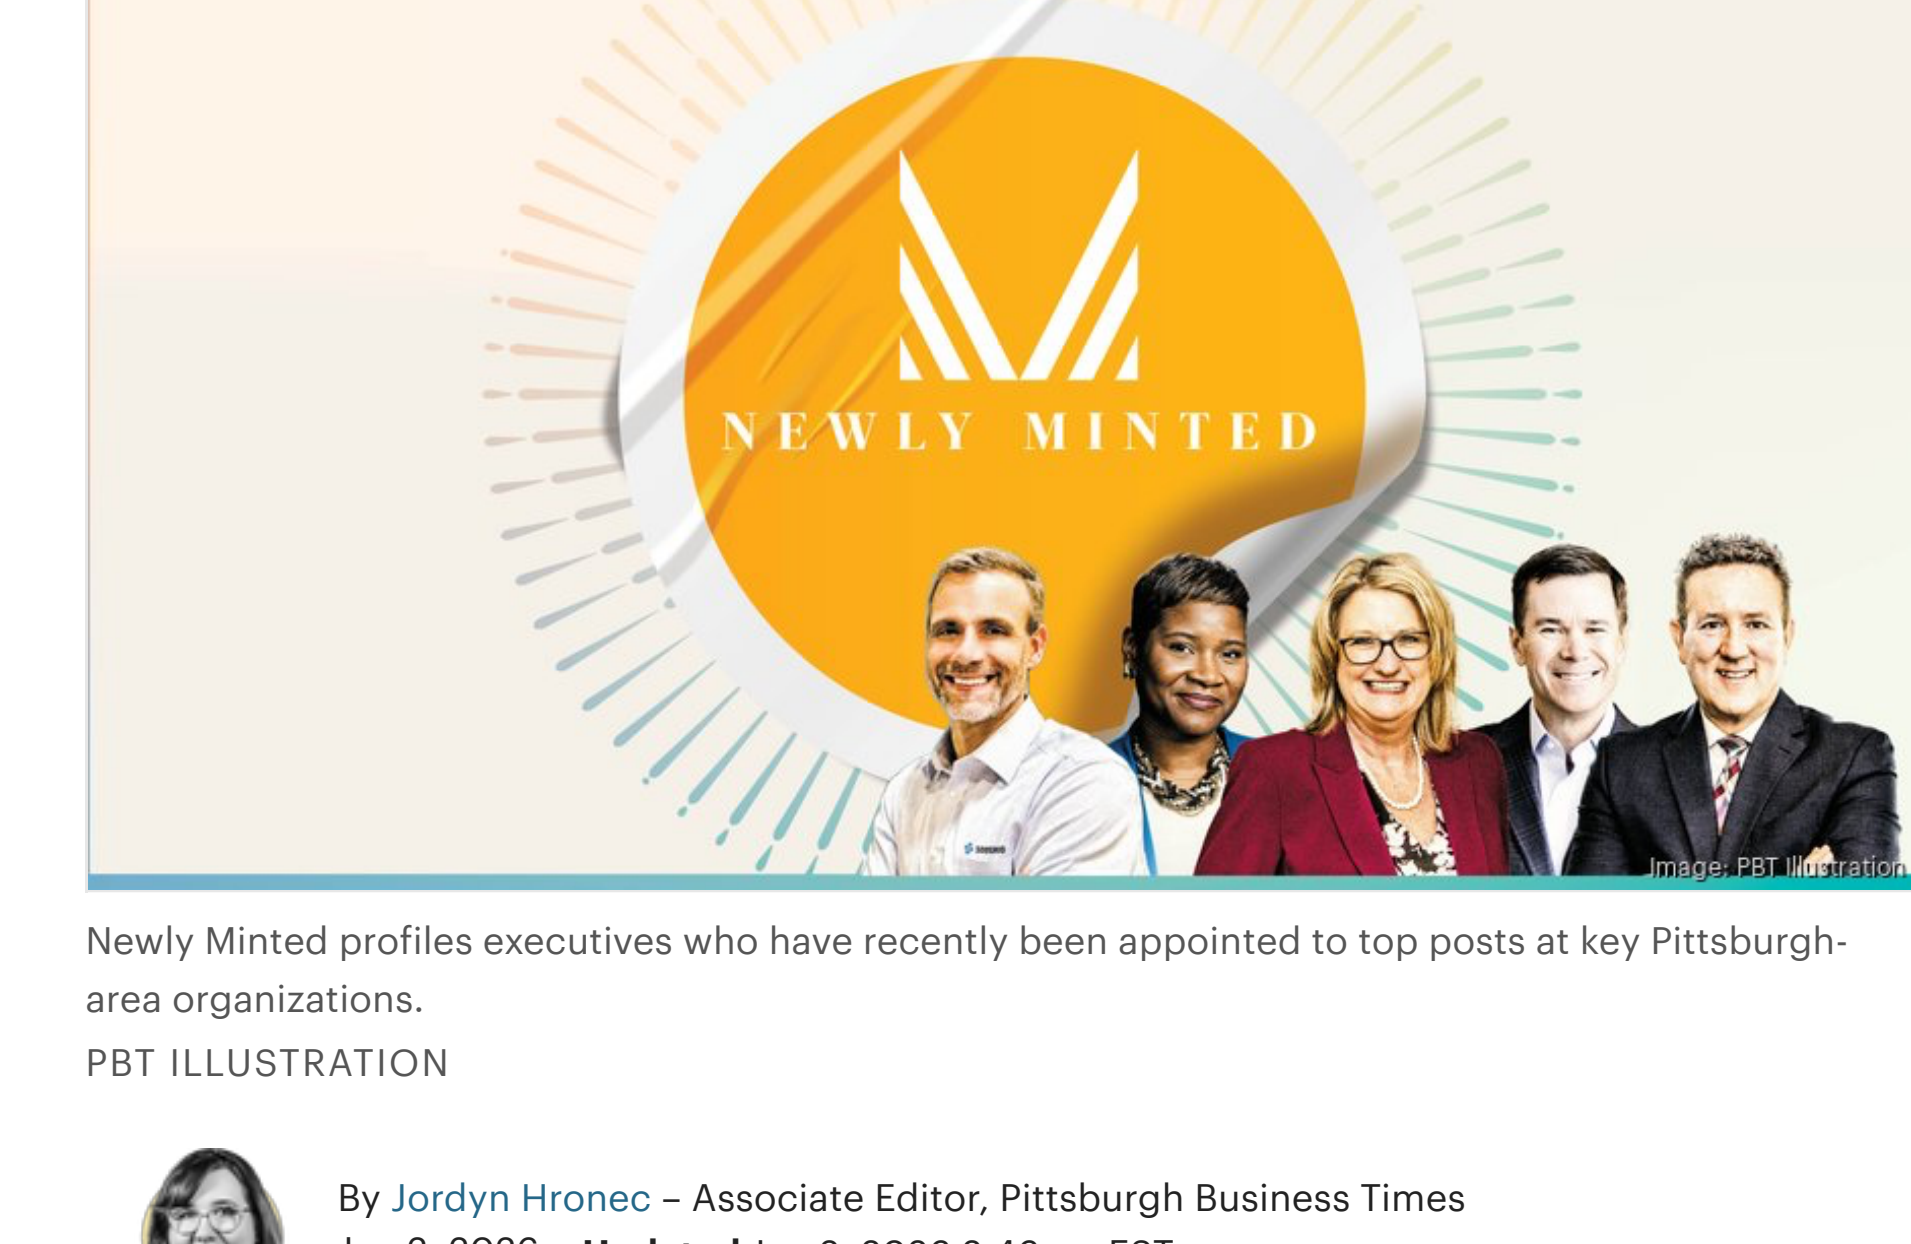 NEWLY MINTED
Image: PBT Illustration
Newly Minted profiles executives who have recently been appointed to top posts at key Pittsburgh-
area organizations.
PBT ILLUSTRATION
By Jordyn Hronec – Associate Editor, Pittsburgh Business Times